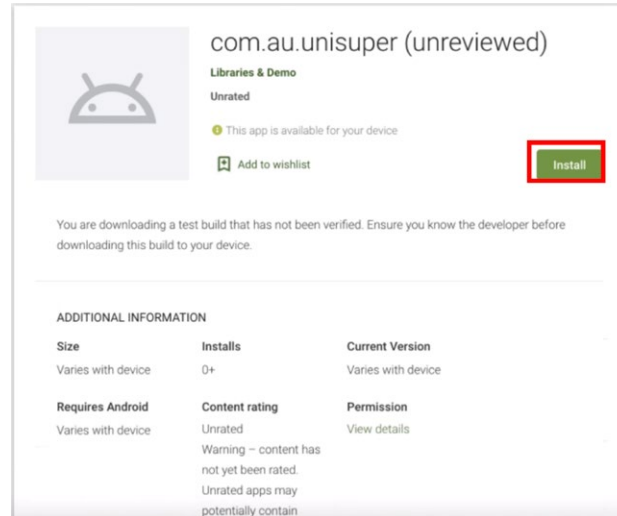 com.au.unisuper (unreviewed)
Libraries & Demo
Unrated
This app is available for your device
Add to wishlist
Install
You are downloading a test build that has not been verified. Ensure you know the developer before
downloading this build to your device.
ADDITIONAL INFORMATION
Size
Varies with device
Installs
0+
Current Version
Varies with device
Requires Android
Varies with device
Content rating
Unrated
Warning – content has
not yet been rated.
Unrated apps may
potentially contain
Permission
View details